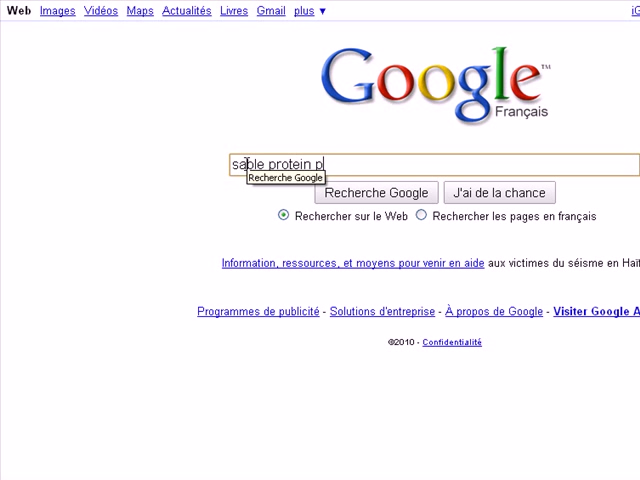 Web Images Vidéos Maps Actualités Livres Gmail plus ▼
Google™
Français
sable protein p
Recherche Google
Recherche Google J'ai de la chance
Rechercher sur le Web Rechercher les pages en français
Information, ressources, et moyens pour venir en aide aux victimes du séisme en Haït
Programmes de publicité - Solutions d'entreprise - À propos de Google - Visiter Google A
©2010 - Confidentialité